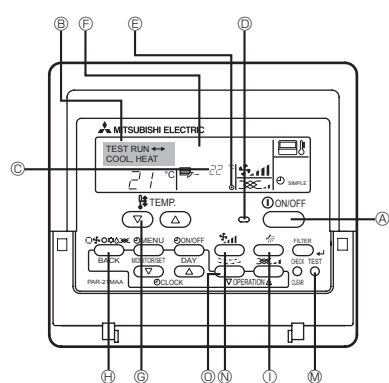 Ⓑ Ⓕ Ⓔ Ⓓ
MITSUBISHI ELECTRIC
TEST RUN ↔
COOL, HEAT
Ⓒ
21 °C 22 °C
SIMPLE
TEMP. ON/OFF
▽ △ Ⓐ
MENU ON/OFF FILTER
BACK MONITOR/SET DAY CHECK TEST
PAR-21MAA ▽ △ CLOCK ▽ OPERATION △ CLEAR
Ⓗ Ⓖ Ⓞ Ⓝ Ⓘ Ⓜ